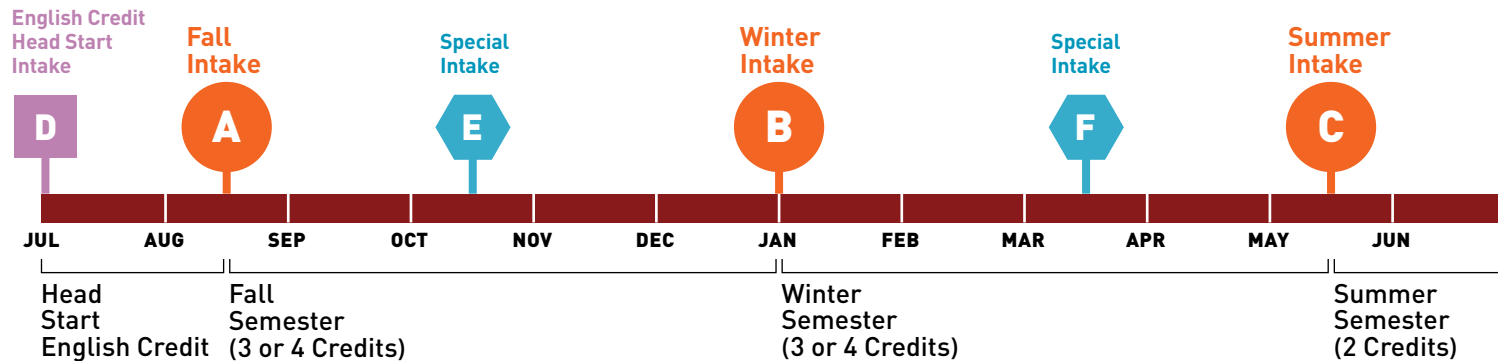 English Credit
Head Start
Intake
Fall
Intake
Special
Intake
Winter
Intake
Special
Intake
Summer
Intake
D
A
E
B
F
C
JUL AUG SEP OCT NOV DEC JAN FEB MAR APR MAY JUN
Head
Start
English Credit
Fall
Semester
(3 or 4 Credits)
Winter
Semester
(3 or 4 Credits)
Summer
Semester
(2 Credits)